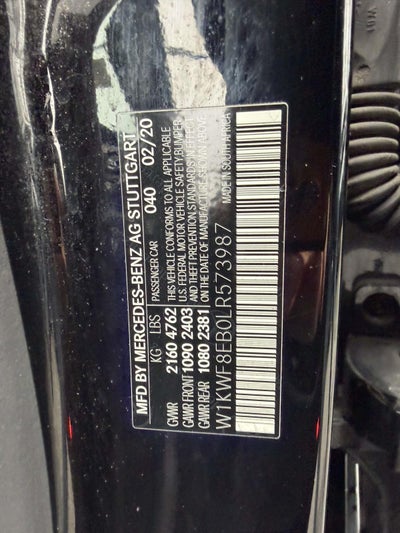 MFD BY MERCEDES-BENZ AG STUTTGART
KG LBS PASSENGER CAR 040 02/20
GVWR 2160 4762 THIS VEHICLE CONFORMS TO ALL APPLICABLE
U.S. FEDERAL MOTOR VEHICLE SAFETY, BUMPER,
GAWR FRONT 1090 2403 AND THEFT PREVENTION STANDARDS IN EFFECT
GAWR REAR 1080 2381 ON THE DATE OF MANUFACTURE SHOWN ABOVE.
MADE IN SOUTH AFRICA
W1KWF8EB0LR573987